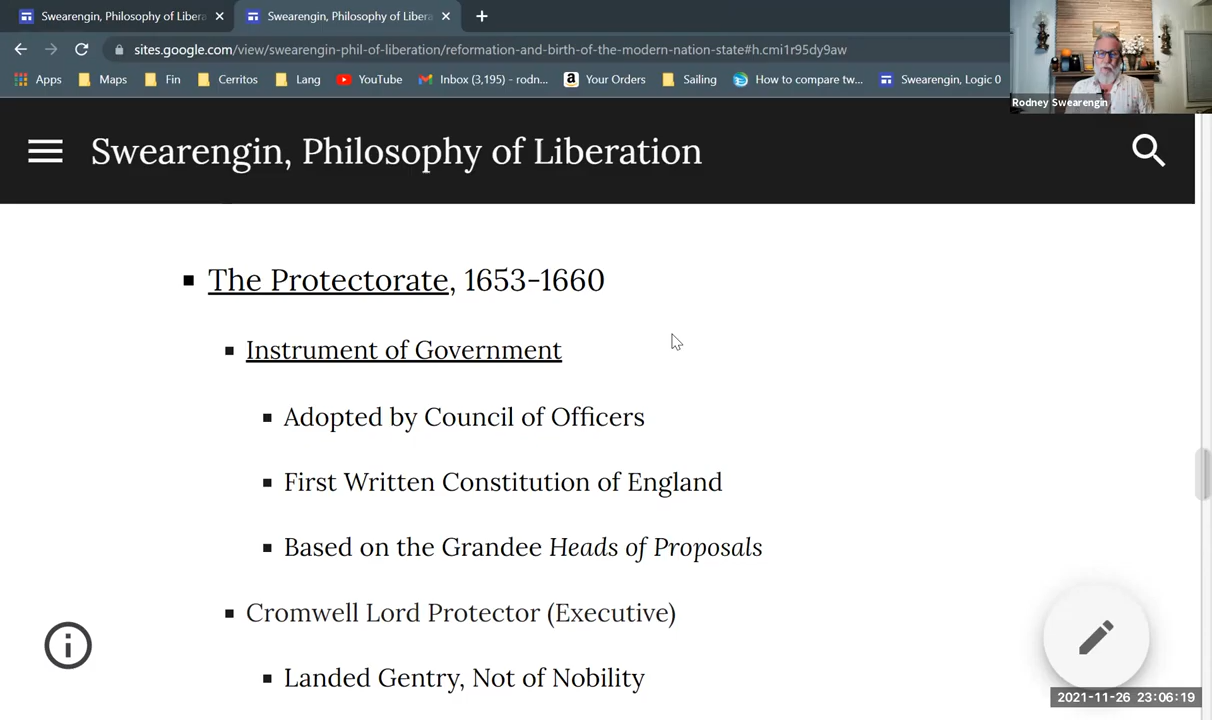 Swearengin, Philosophy of Libera
Swearengin, Philosophy of Libera
sites.google.com/view/swearengin-phil-of-liberation/reformation-and-birth-of-the-modern-nation-state#h.cmi1r95dy9aw
Apps Maps Fin Cerritos Lang YouTube Inbox (3,195) - rodn... Your Orders Sailing How to compare tw... Swearengin, Logic 0
Rodney Swearengin
Swearengin, Philosophy of Liberation
The Protectorate, 1653-1660
Instrument of Government
Adopted by Council of Officers
First Written Constitution of England
Based on the Grandee Heads of Proposals
Cromwell Lord Protector (Executive)
Landed Gentry, Not of Nobility
2021-11-26 23:06:19